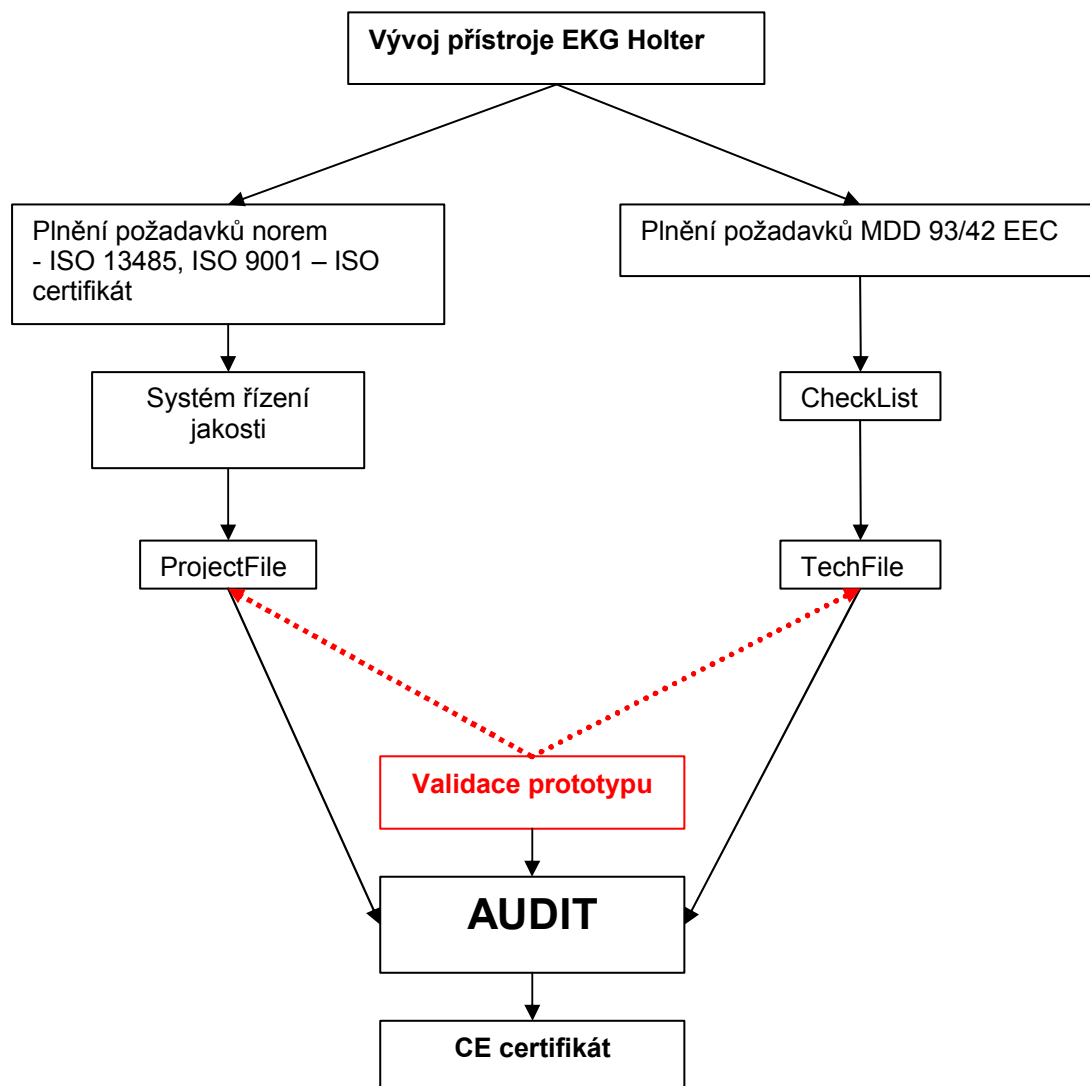 Vývoj přístroje EKG Holter
Plnění požadavků norem
- ISO 13485, ISO 9001 – ISO
certifikát
Plnění požadavků MDD 93/42 EEC
Systém řízení
jakosti
CheckList
ProjectFile
TechFile
Validace prototypu
AUDIT
CE certifikát